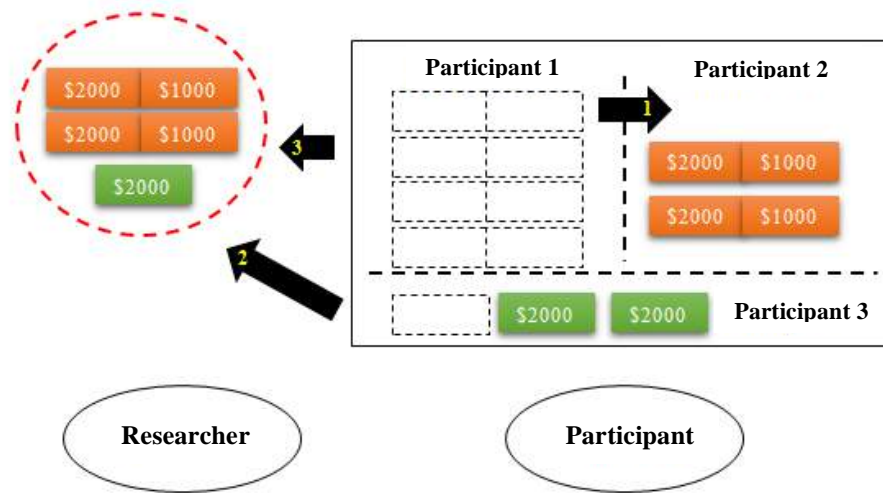 Participant 1
Participant 2
$2000 $1000
1
3
$2000 $1000
$2000 $1000
$2000
$2000 $1000
2
$2000 $2000
Participant 3
Researcher
Participant